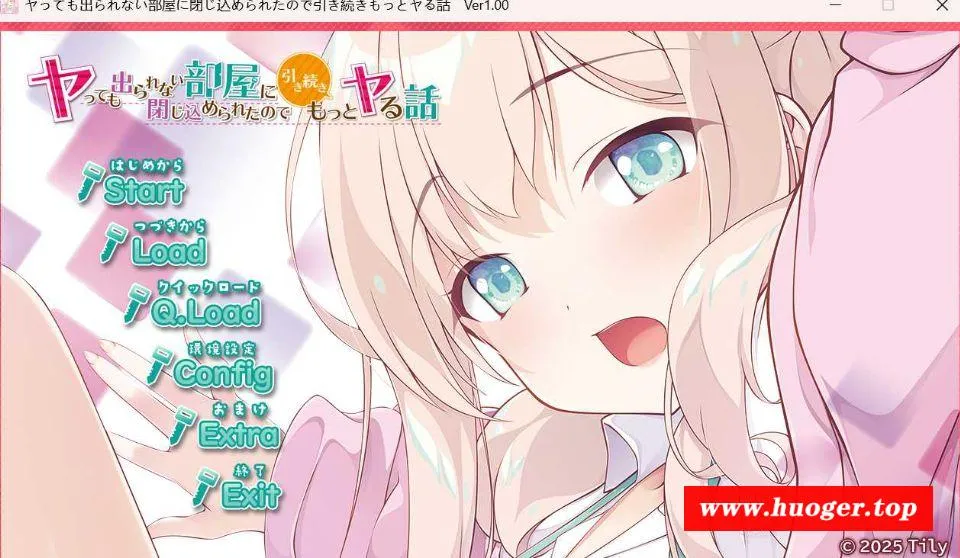 ヤっても出られない部屋に閉じ込められたので引き続きもっとヤる話 Ver1.00
ヤっても出られない部屋に
閉じ込められたので
引き続き
もっとヤる話
はじめから
Start
つづきから
Load
クイックロード
Q.Load
環境設定
Config
おまけ
Extra
終了
Exit
www.huoger.top
© 2025 Tily